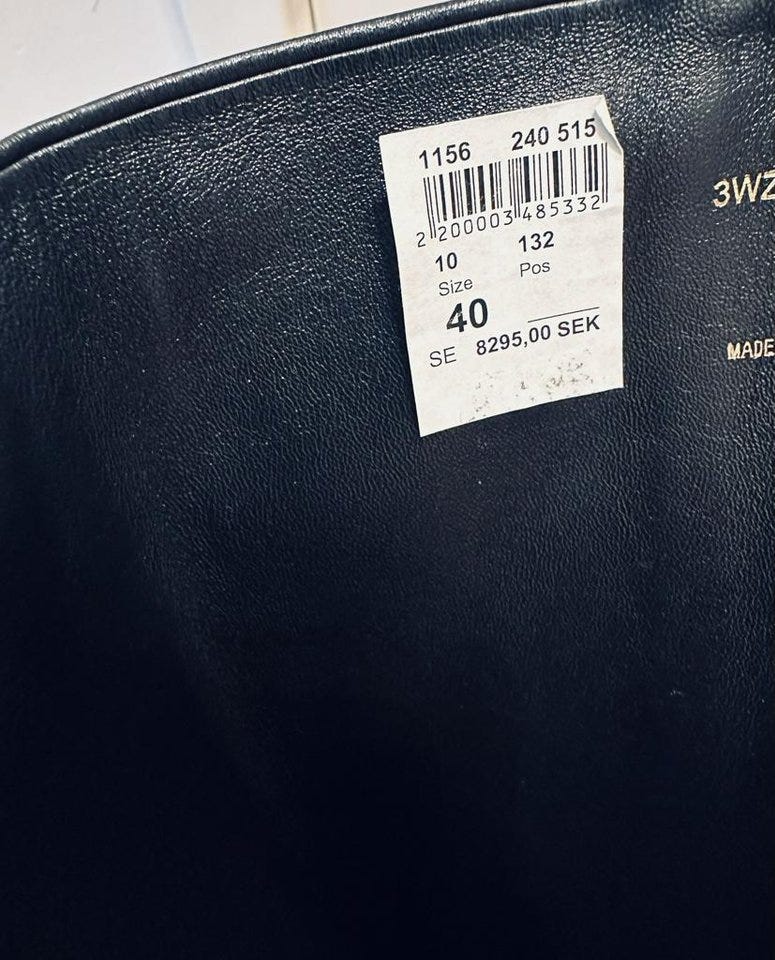 1156 240 515
2 200003 485332
10 132
Size Pos
40
SE 8295,00 SEK
3WZ
MADE